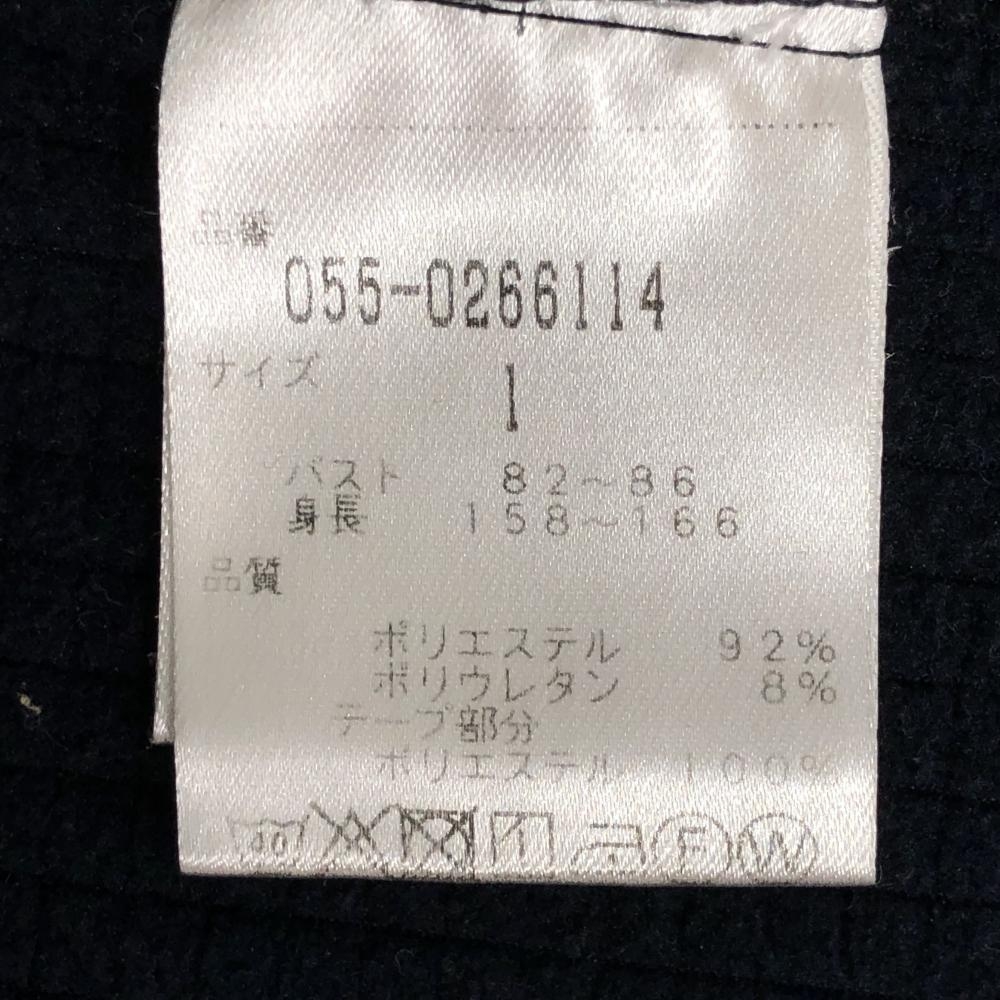 品番
055-0266114
サイズ
1
バスト 82~86
身長 158~166
品質
ポリエステル 92%
ポリウレタン 8%
テープ部分
ポリエステル 100%
40 F W